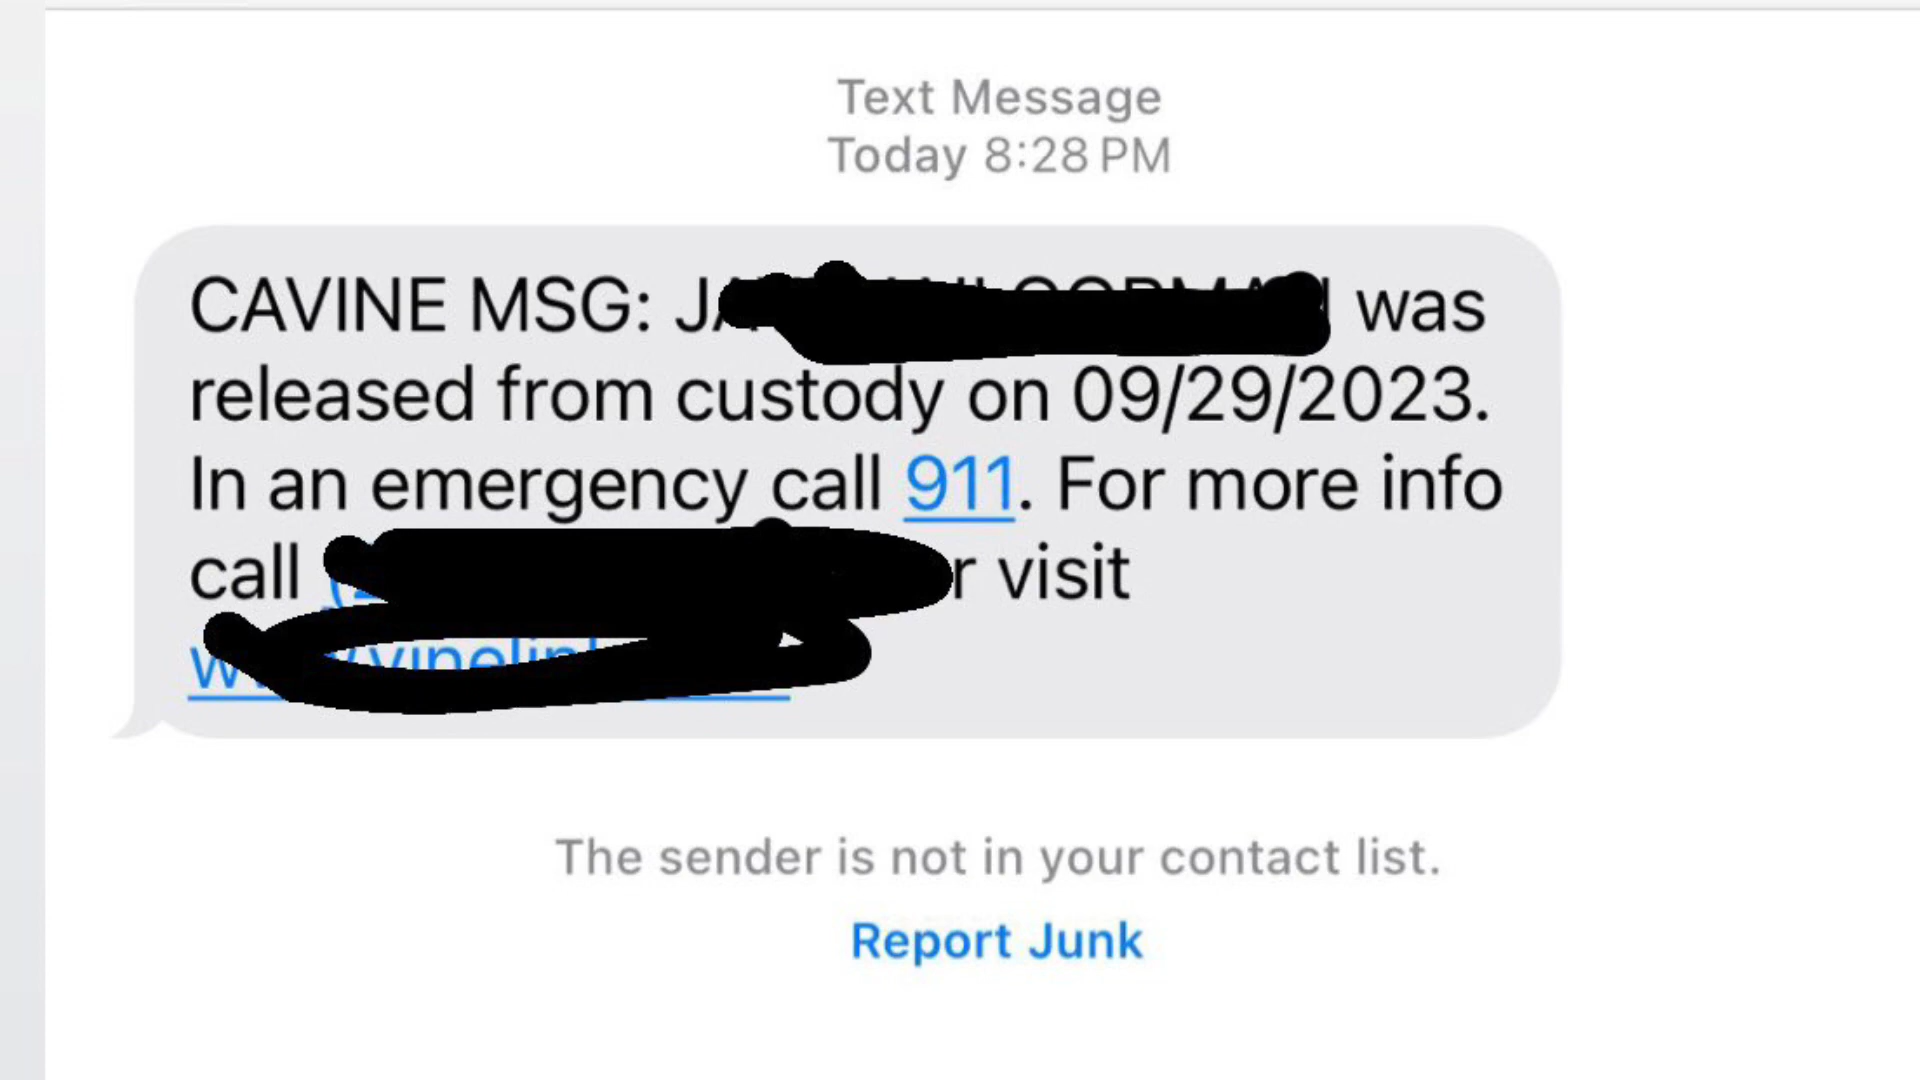 Text Message
Today 8:28 PM
CAVINE MSG: was
released from custody on 09/29/2023.
In an emergency call 911. For more info
call visit
The sender is not in your contact list.
Report Junk